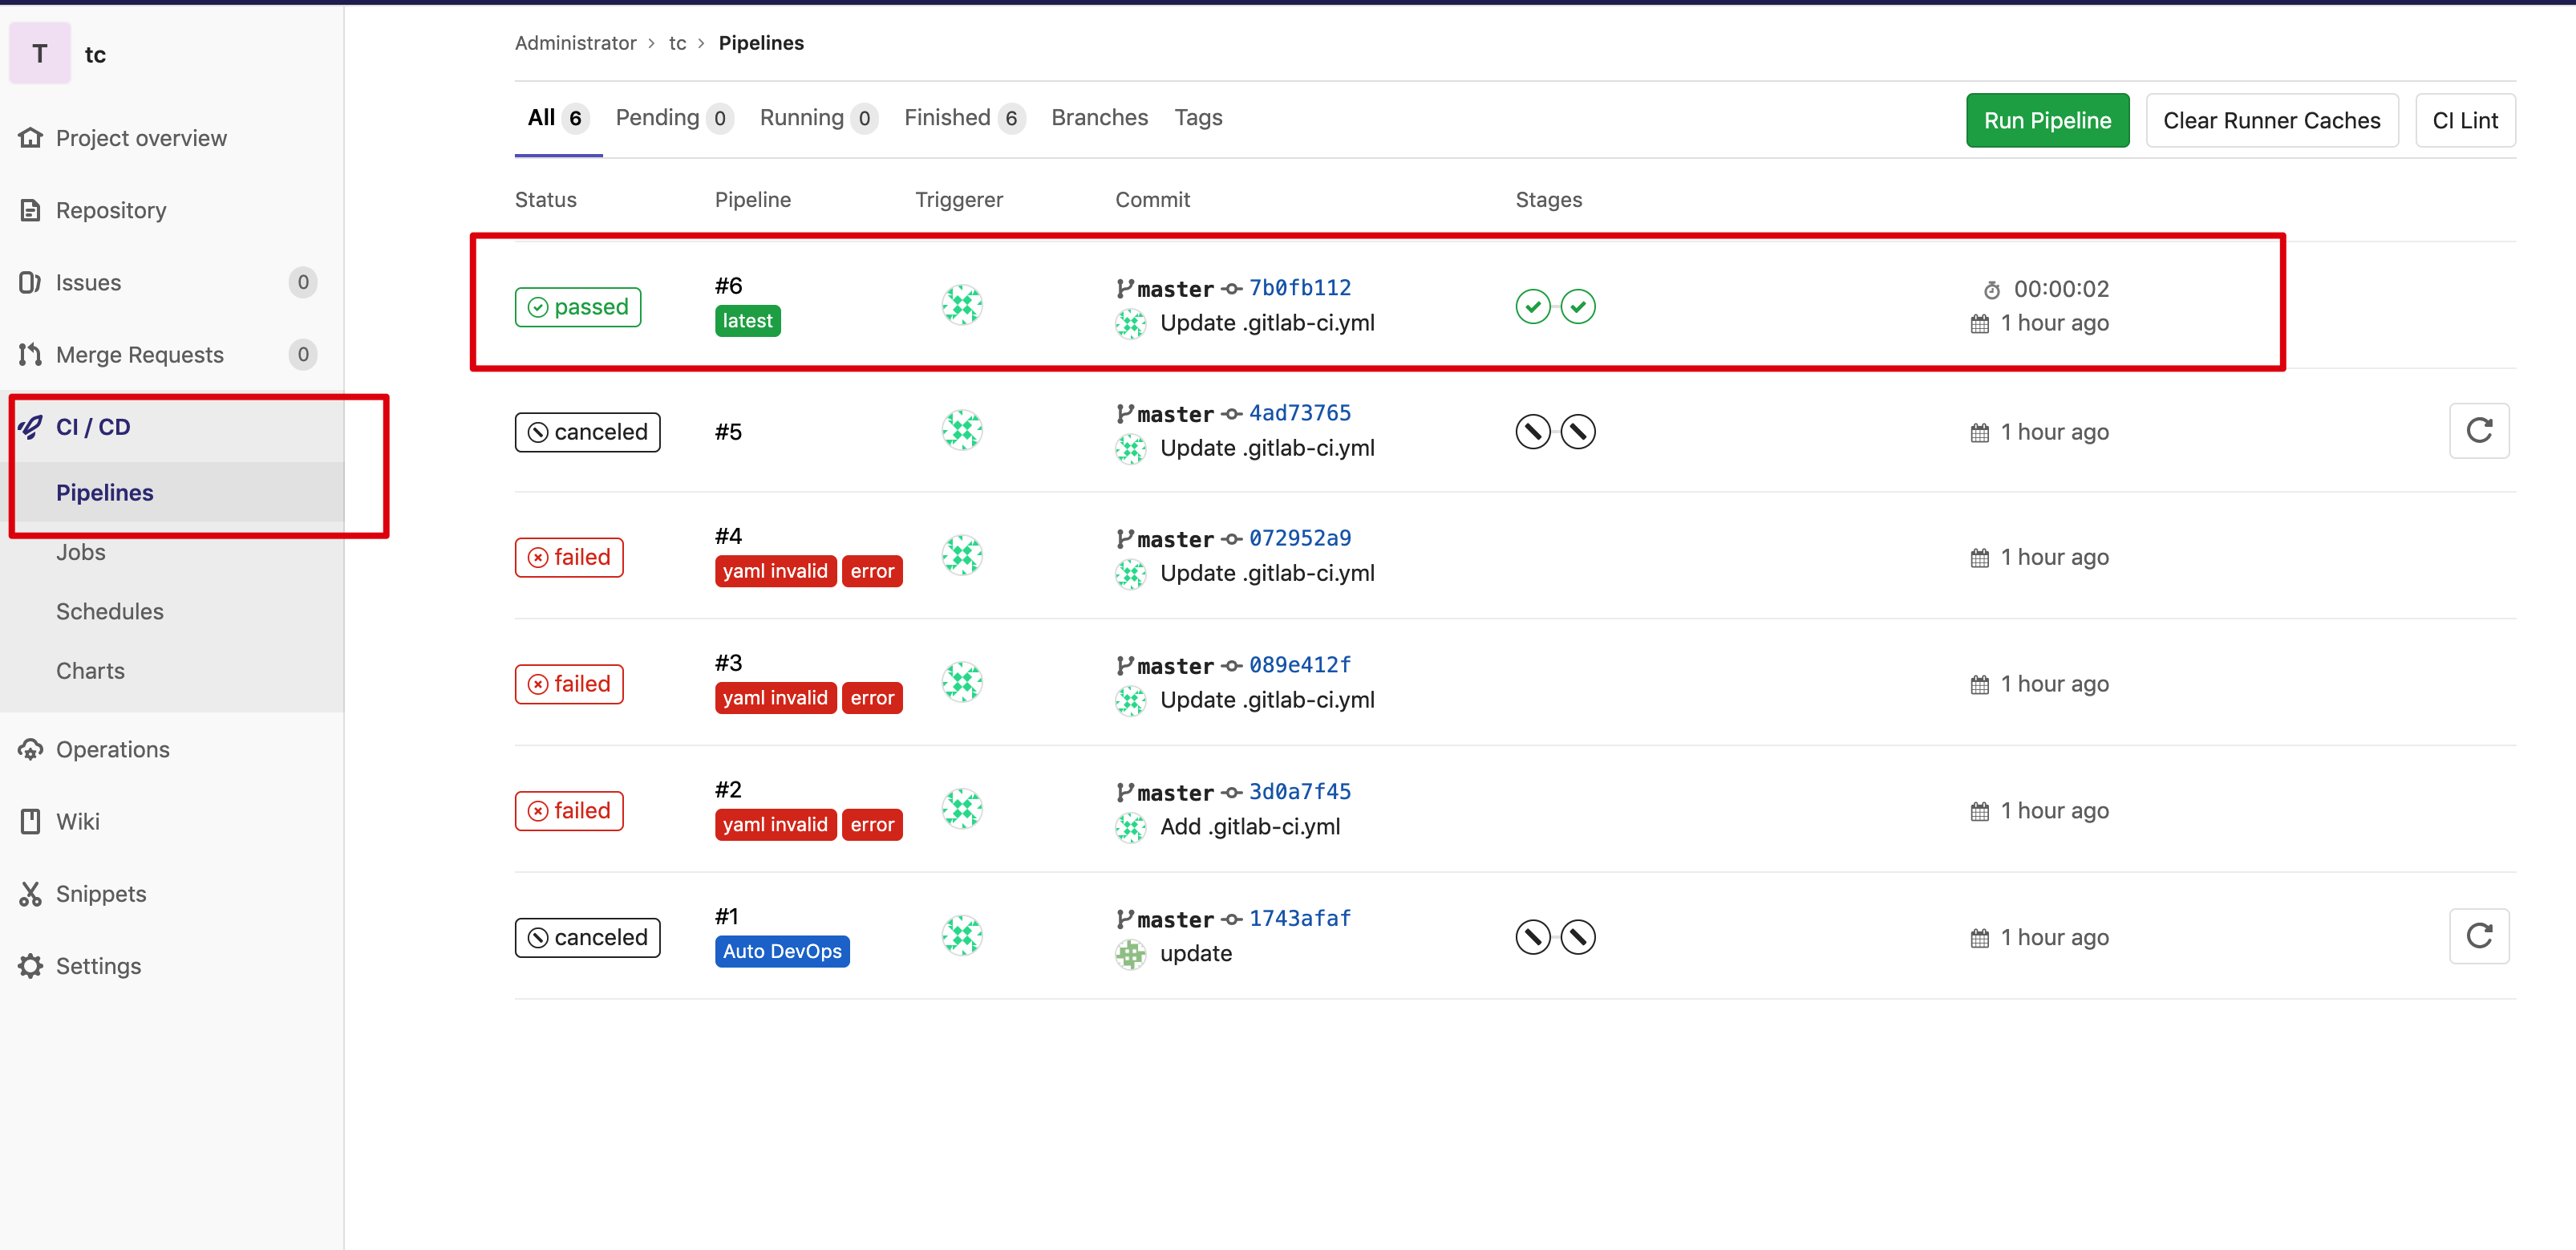 T tc
Project overview
Repository
Issues 0
Merge Requests 0
CI / CD
Pipelines
Jobs
Schedules
Charts
Operations
Wiki
Snippets
Settings
Administrator > tc > Pipelines
All 6 Pending 0 Running 0 Finished 6 Branches Tags Run Pipeline Clear Runner Caches CI Lint
Status Pipeline Triggerer Commit Stages
passed #6 latest master 7b0fb112 00:00:02
Update .gitlab-ci.yml 1 hour ago
canceled #5 master 4ad73765 1 hour ago
Update .gitlab-ci.yml
failed #4 master 072952a9 1 hour ago
yaml invalid error Update .gitlab-ci.yml
failed #3 master 089e412f 1 hour ago
yaml invalid error Update .gitlab-ci.yml
failed #2 master 3d0a7f45 1 hour ago
yaml invalid error Add .gitlab-ci.yml
canceled #1 master 1743afaf 1 hour ago
Auto DevOps update